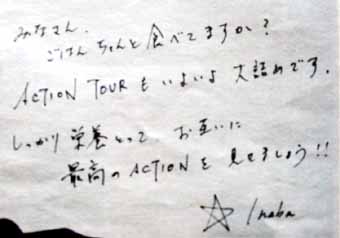 みなさん、
ごはんちゃんと食べてますか?
ACTION TOURもいよいよ大詰めです。
しっかり栄養とって、お互いに
最高のACTIONを見せましょう!!
☆ Inaba